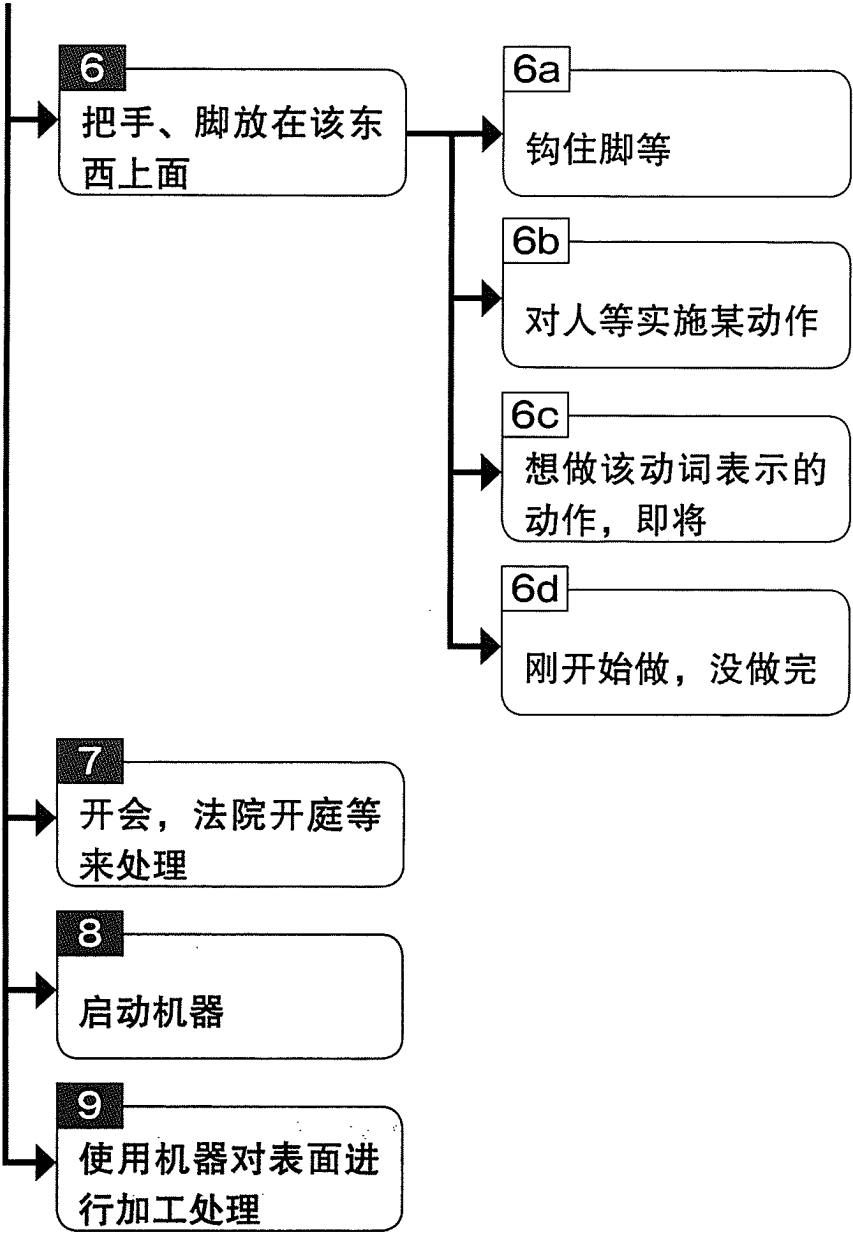 6
把手、脚放在该东
西上面
6a
钩住脚等
6b
对人等实施某动作
6c
想做该动词表示的
动作，即将
6d
刚开始做，没做完
7
开会，法院开庭等
来处理
8
启动机器
9
使用机器对表面进
行加工处理